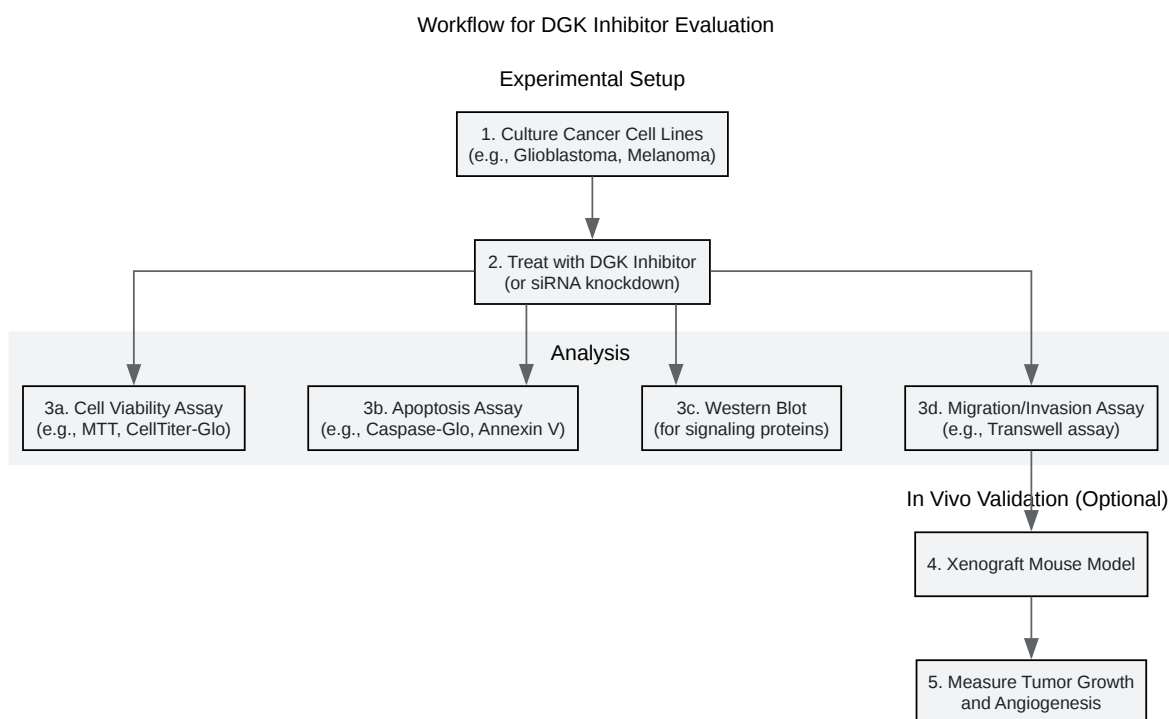 Workflow for DGK Inhibitor Evaluation
Experimental Setup
1. Culture Cancer Cell Lines
(e.g., Glioblastoma, Melanoma)
2. Treat with DGK Inhibitor
(or siRNA knockdown)
Analysis
3a. Cell Viability Assay
(e.g., MTT, CellTiter-Glo)
3b. Apoptosis Assay
(e.g., Caspase-Glo, Annexin V)
3c. Western Blot
(for signaling proteins)
3d. Migration/Invasion Assay
(e.g., Transwell assay)
In Vivo Validation (Optional)
4. Xenograft Mouse Model
5. Measure Tumor Growth
and Angiogenesis